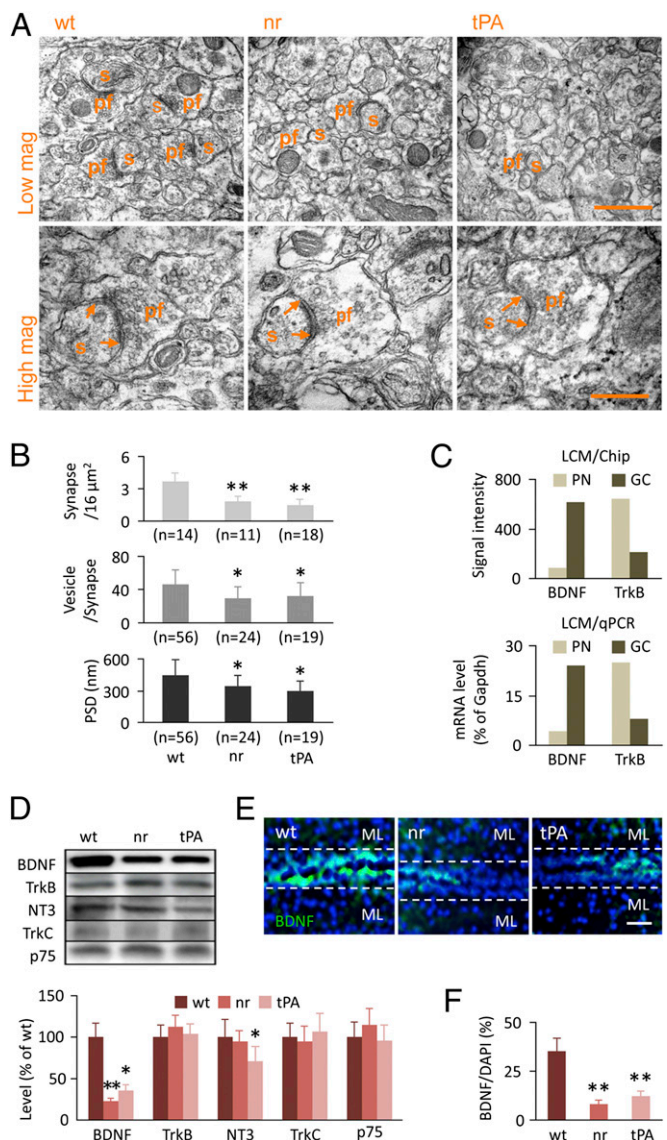 A
wt
nr
tPA
Low mag
s
pf
s
pf
pf
s
pf
s
pf
s
pf
s
pf
s
High mag
s
pf
s
pf
s
pf
B
Synapse
/16 μm²
6
3
0
**
**
(n=14)
(n=11)
(n=18)
Vesicle
/Synapse
80
40
0
*
*
(n=56)
(n=24)
(n=19)
PSD (nm)
600
300
0
*
*
(n=56)
(n=24)
(n=19)
wt
nr
tPA
C
LCM/Chip
PN
GC
Signal intensity
800
400
0
BDNF
TrkB
LCM/qPCR
PN
GC
mRNA level
(% of Gapdh)
30
15
0
BDNF
TrkB
D
wt
nr
tPA
BDNF
TrkB
NT3
TrkC
p75
wt
nr
tPA
Level (% of wt)
150
100
50
0
**
*
*
BDNF
TrkB
NT3
TrkC
p75
E
wt
ML
nr
ML
tPA
ML
BDNF
ML
ML
ML
F
BDNF/DAPI (%)
50
25
0
**
**
wt
nr
tPA